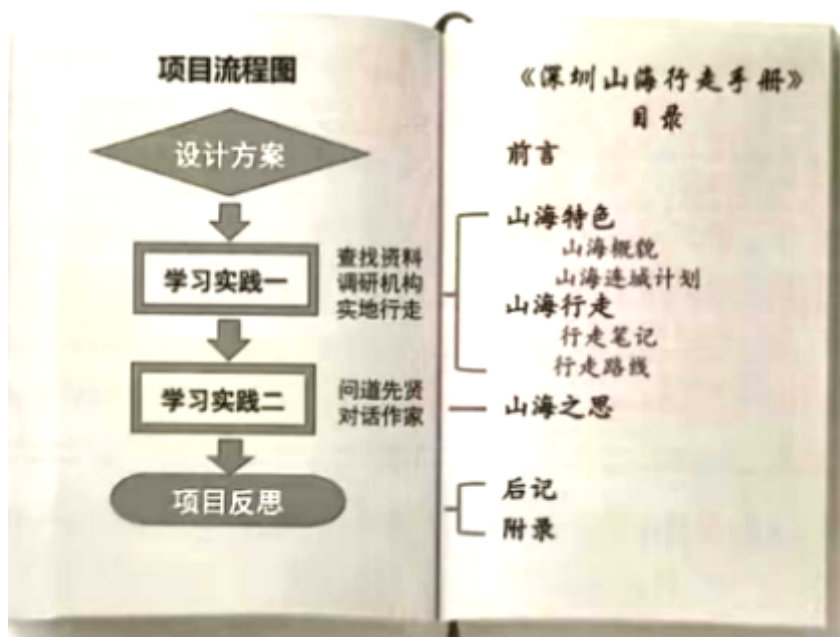 项目流程图
设计方案
学习实践一
查找资料
调研机构
实地行走
学习实践二
问道先贤
对话作家
项目反思
《深圳山海行走手册》
目录
前言
山海特色
山海概貌
山海连城计划
山海行走
行走笔记
行走路线
山海之思
后记
附录